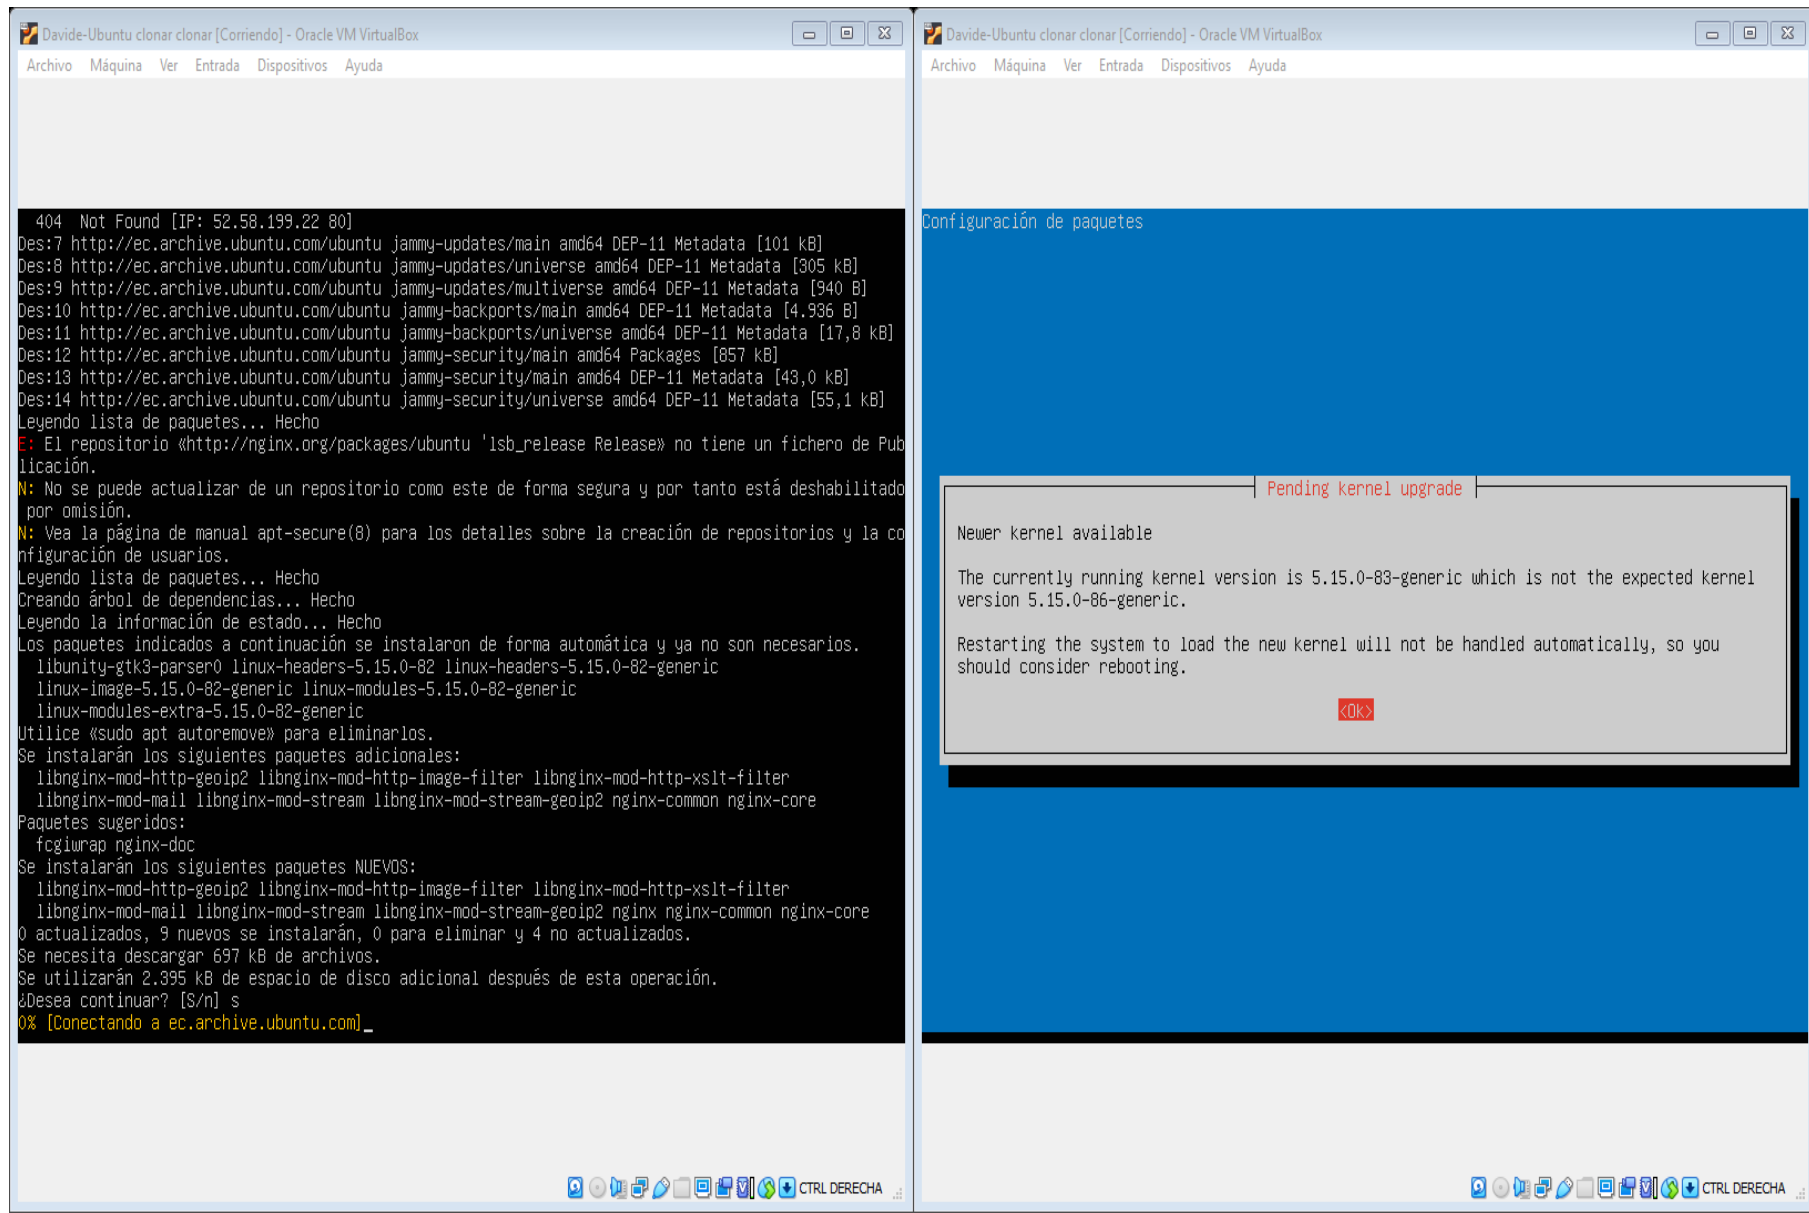 Davide-Ubuntu clonar clonar [Corriendo] - Oracle VM VirtualBox
Archivo Máquina Ver Entrada Dispositivos Ayuda
404 Not Found [IP: 52.58.199.22 80]
Des:7 http://ec.archive.ubuntu.com/ubuntu jammy-updates/main amd64 DEP-11 Metadata [101 kB]
Des:8 http://ec.archive.ubuntu.com/ubuntu jammy-updates/universe amd64 DEP-11 Metadata [305 kB]
Des:9 http://ec.archive.ubuntu.com/ubuntu jammy-updates/multiverse amd64 DEP-11 Metadata [940 B]
Des:10 http://ec.archive.ubuntu.com/ubuntu jammy-backports/main amd64 DEP-11 Metadata [4.936 B]
Des:11 http://ec.archive.ubuntu.com/ubuntu jammy-backports/universe amd64 DEP-11 Metadata [17,8 kB]
Des:12 http://ec.archive.ubuntu.com/ubuntu jammy-security/main amd64 Packages [857 kB]
Des:13 http://ec.archive.ubuntu.com/ubuntu jammy-security/main amd64 DEP-11 Metadata [43,0 kB]
Des:14 http://ec.archive.ubuntu.com/ubuntu jammy-security/universe amd64 DEP-11 Metadata [55,1 kB]
Leyendo lista de paquetes... Hecho
E: El repositorio «http://nginx.org/packages/ubuntu 'lsb_release Release» no tiene un fichero de Pub
licación.
N: No se puede actualizar de un repositorio como este de forma segura y por tanto está deshabilitado
por omisión.
N: Vea la página de manual apt-secure(8) para los detalles sobre la creación de repositorios y la co
nfiguración de usuarios.
Leyendo lista de paquetes... Hecho
Creando árbol de dependencias... Hecho
Leyendo la información de estado... Hecho
Los paquetes indicados a continuación se instalaron de forma automática y ya no son necesarios.
libunity-gtk3-parser0 linux-headers-5.15.0-82 linux-headers-5.15.0-82-generic
linux-image-5.15.0-82-generic linux-modules-5.15.0-82-generic
linux-modules-extra-5.15.0-82-generic
Utilice «sudo apt autoremove» para eliminarlos.
Se instalarán los siguientes paquetes adicionales:
libnginx-mod-http-geoip2 libnginx-mod-http-image-filter libnginx-mod-http-xslt-filter
libnginx-mod-mail libnginx-mod-stream libnginx-mod-stream-geoip2 nginx-common nginx-core
Paquetes sugeridos:
fcgiwrap nginx-doc
Se instalarán los siguientes paquetes NUEVOS:
libnginx-mod-http-geoip2 libnginx-mod-http-image-filter libnginx-mod-http-xslt-filter
libnginx-mod-mail libnginx-mod-stream libnginx-mod-stream-geoip2 nginx nginx-common nginx-core
0 actualizados, 9 nuevos se instalarán, 0 para eliminar y 4 no actualizados.
Se necesita descargar 697 kB de archivos.
Se utilizarán 2.395 kB de espacio de disco adicional después de esta operación.
¿Desea continuar? [S/n] s
0% [Conectando a ec.archive.ubuntu.com]_
CTRL DERECHA
Davide-Ubuntu clonar clonar [Corriendo] - Oracle VM VirtualBox
Archivo Máquina Ver Entrada Dispositivos Ayuda
Configuración de paquetes
Pending kernel upgrade
Newer kernel available
The currently running kernel version is 5.15.0-83-generic which is not the expected kernel
version 5.15.0-86-generic.
Restarting the system to load the new kernel will not be handled automatically, so you
should consider rebooting.
<Ok>
CTRL DERECHA